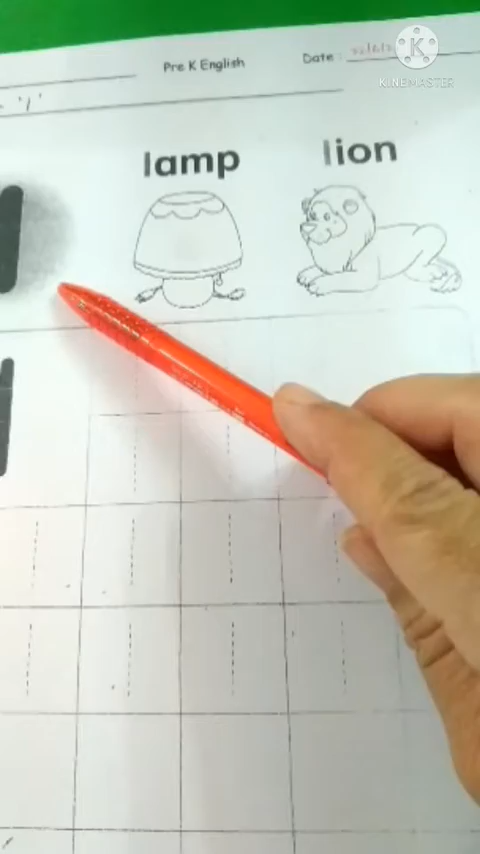 Pre K English
Date :
K
KINEMASTER
'l'
lamp
lion
l
l